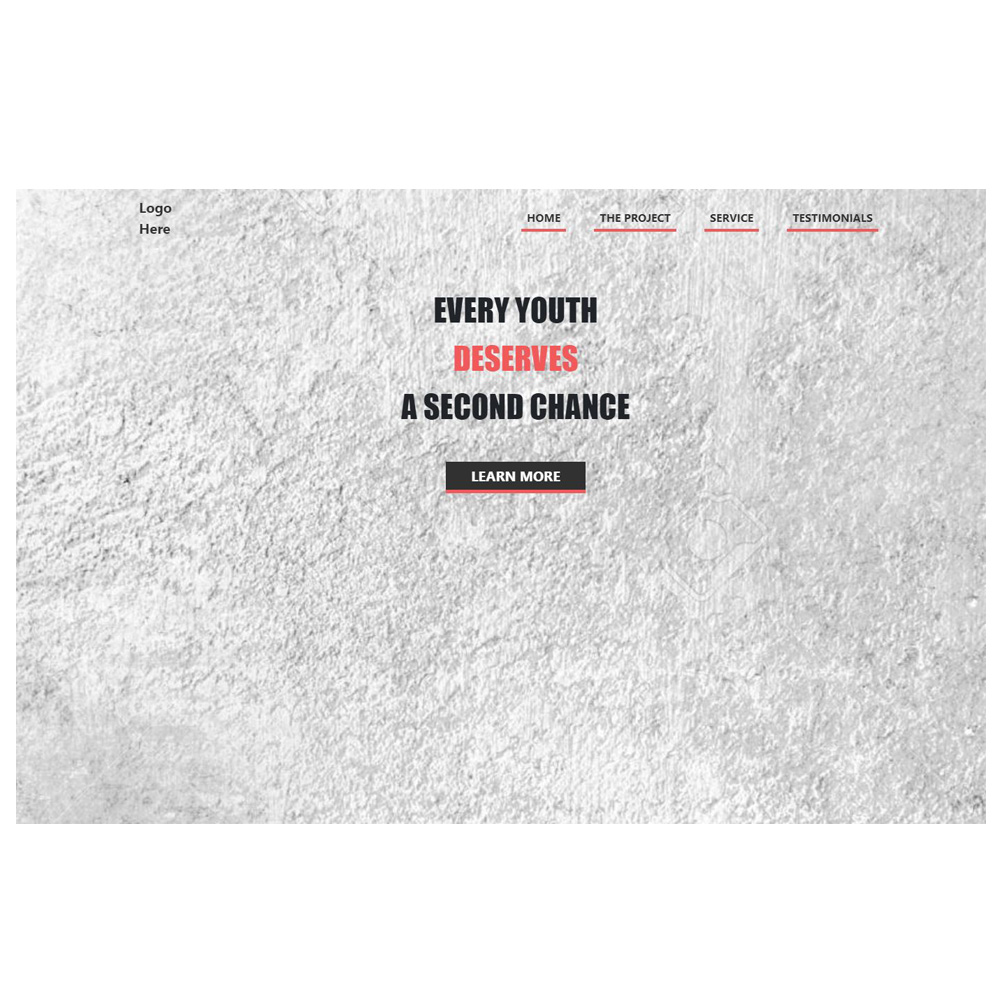 Logo
Here
HOME THE PROJECT SERVICE TESTIMONIALS
EVERY YOUTH
DESERVES
A SECOND CHANCE
LEARN MORE